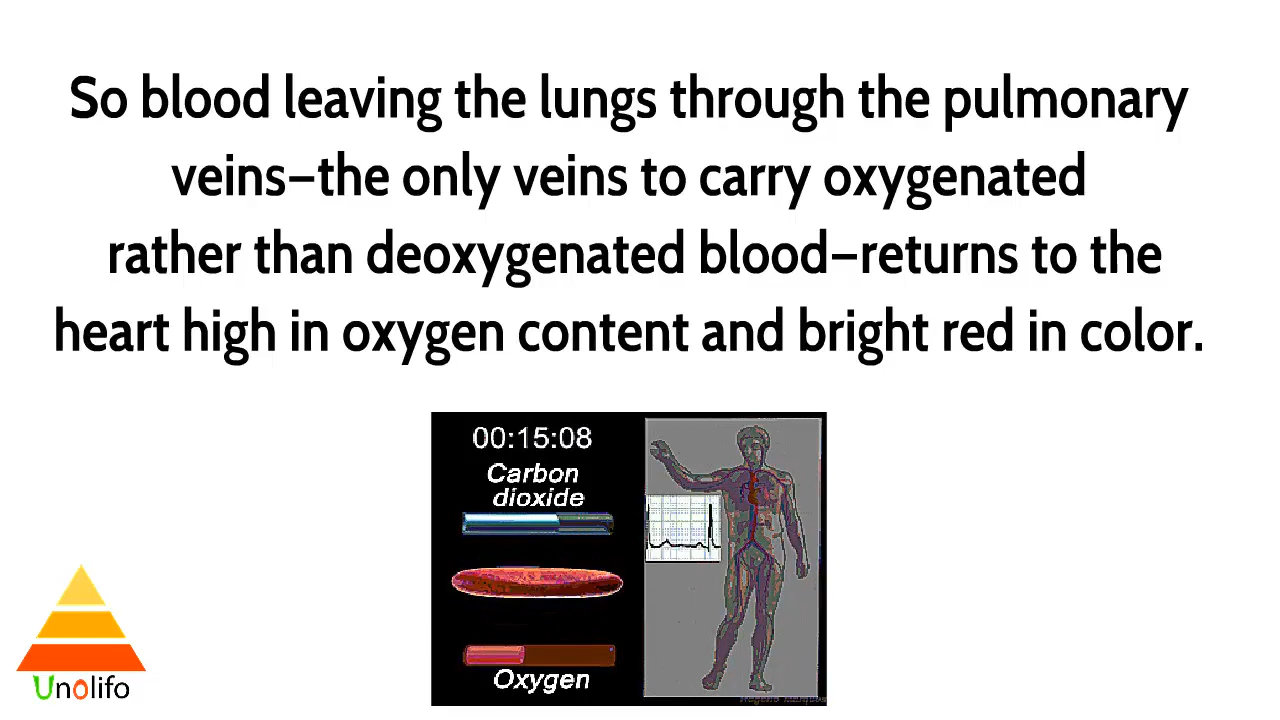 So blood leaving the lungs through the pulmonary
veins–the only veins to carry oxygenated
rather than deoxygenated blood–returns to the
heart high in oxygen content and bright red in color.
00:15:08
Carbon
dioxide
Oxygen
Unolifo